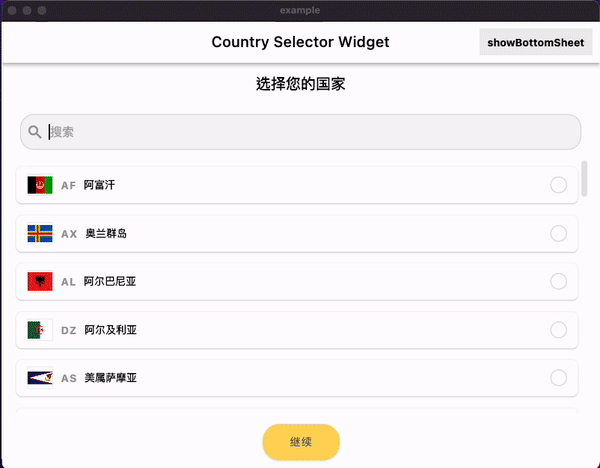 example
Country Selector Widget
showBottomSheet
选择您的国家
搜索
AF 阿富汗
AX 奥兰群岛
AL 阿尔巴尼亚
DZ 阿尔及利亚
AS 美属萨摩亚
继续